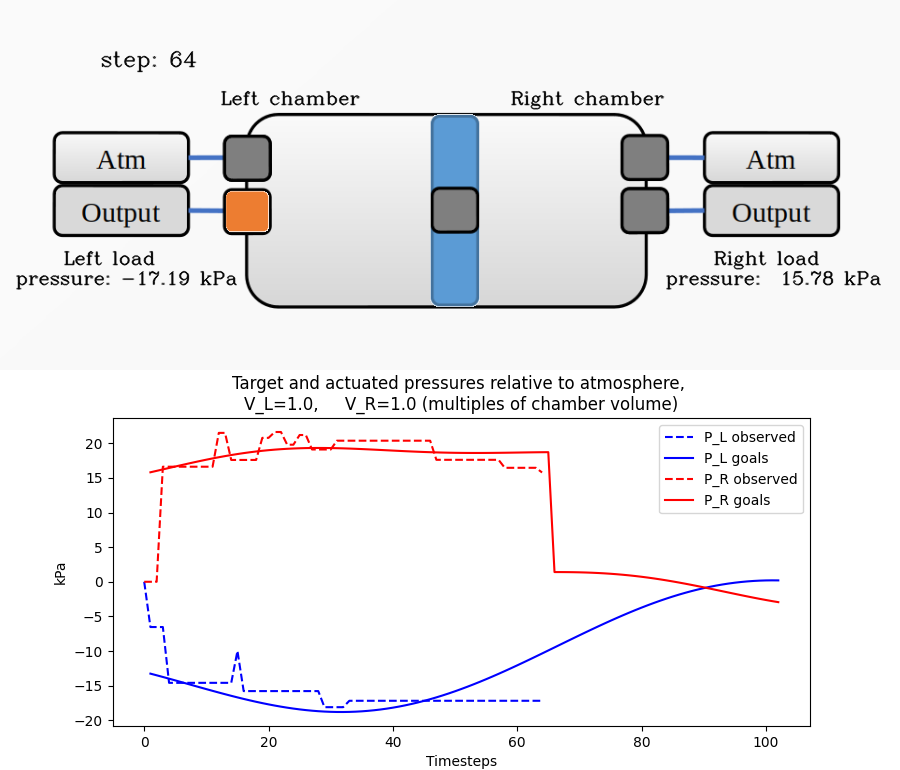 step: 64
Left chamber
Right chamber
Atm
Atm
Output
Output
Left load
pressure: −17.19 kPa
Right load
pressure: 15.78 kPa
Target and actuated pressures relative to atmosphere,
V_L=1.0, V_R=1.0 (multiples of chamber volume)
P_L observed
P_L goals
P_R observed
P_R goals
kPa
20
15
10
5
0
−5
−10
−15
−20
0
20
40
60
80
100
Timesteps